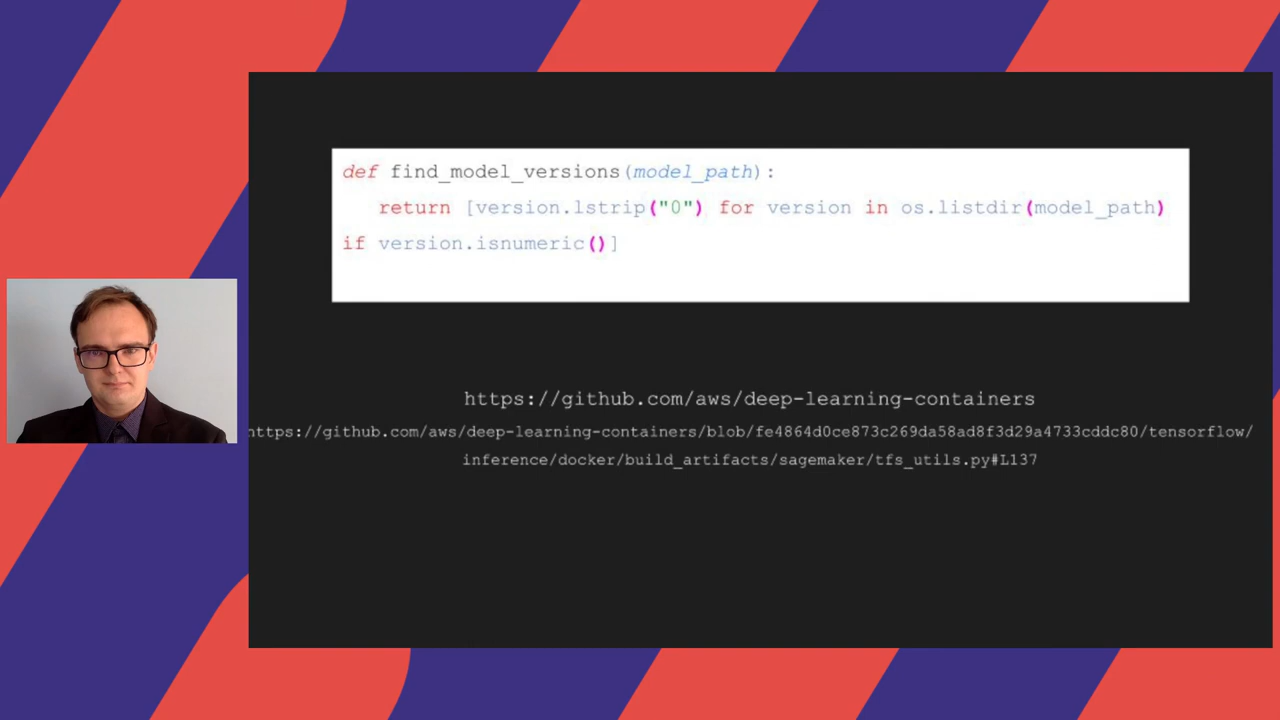 def find_model_versions(model_path):
return [version.lstrip("0") for version in os.listdir(model_path)
if version.isnumeric()]
https://github.com/aws/deep-learning-containers
https://github.com/aws/deep-learning-containers/blob/fe4864d0ce873c269da58ad8f3d29a4733cddc80/tensorflow/
inference/docker/build_artifacts/sagemaker/tfs_utils.py#L137